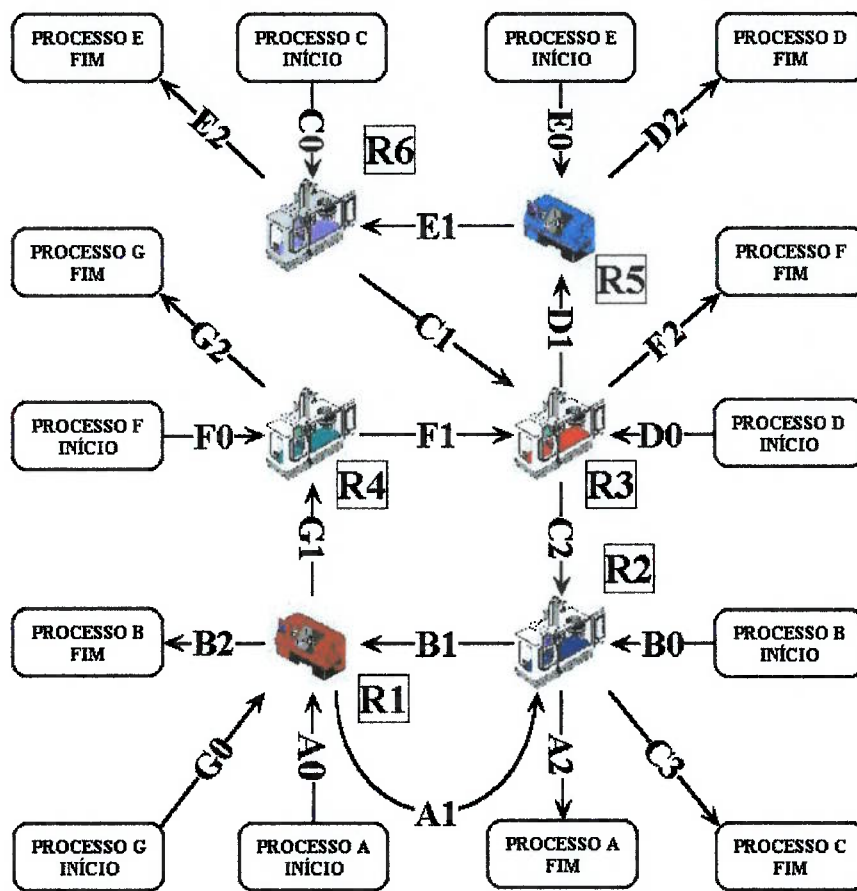 PROCESSO E
FIM
PROCESSO C
INÍCIO
PROCESSO E
INÍCIO
PROCESSO D
FIM
E2
C0
R6
E0
D2
E1
R5
PROCESSO G
FIM
PROCESSO F
FIM
G2
C1
D1
F2
PROCESSO F
INÍCIO
F0
F1
D0
PROCESSO D
INÍCIO
R4
R3
G1
C2
R2
PROCESSO B
FIM
B2
B1
B0
PROCESSO B
INÍCIO
R1
G0
A0
A1
A2
C3
PROCESSO G
INÍCIO
PROCESSO A
INÍCIO
PROCESSO A
FIM
PROCESSO C
FIM